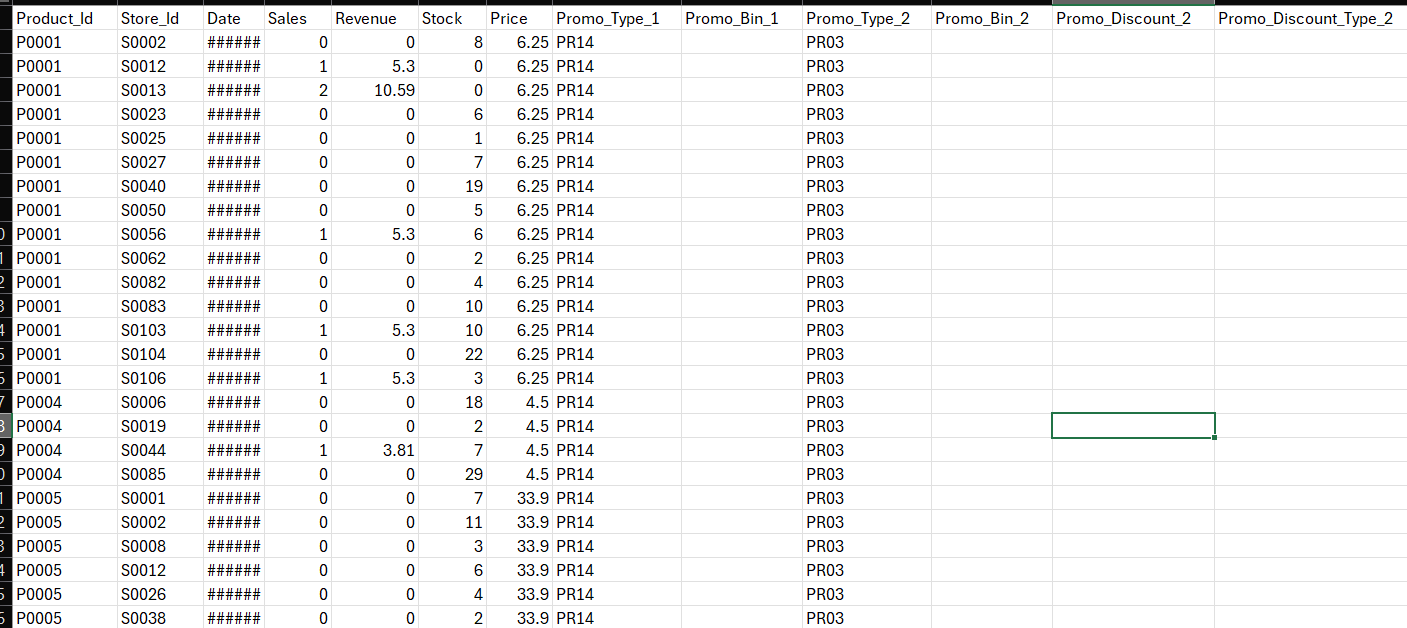 Product_Id Store_Id Date Sales Revenue Stock Price Promo_Type_1 Promo_Bin_1 Promo_Type_2 Promo_Bin_2 Promo_Discount_2 Promo_Discount_Type_2
P0001 S0002 ###### 0 0 8 6.25 PR14 PR03
P0001 S0012 ###### 1 5.3 0 6.25 PR14 PR03
P0001 S0013 ###### 2 10.59 0 6.25 PR14 PR03
P0001 S0023 ###### 0 0 6 6.25 PR14 PR03
P0001 S0025 ###### 0 0 1 6.25 PR14 PR03
P0001 S0027 ###### 0 0 7 6.25 PR14 PR03
P0001 S0040 ###### 0 0 19 6.25 PR14 PR03
P0001 S0050 ###### 0 0 5 6.25 PR14 PR03
P0001 S0056 ###### 1 5.3 6 6.25 PR14 PR03
P0001 S0062 ###### 0 0 2 6.25 PR14 PR03
P0001 S0082 ###### 0 0 4 6.25 PR14 PR03
P0001 S0083 ###### 0 0 10 6.25 PR14 PR03
P0001 S0103 ###### 1 5.3 10 6.25 PR14 PR03
P0001 S0104 ###### 0 0 22 6.25 PR14 PR03
P0001 S0106 ###### 1 5.3 3 6.25 PR14 PR03
P0004 S0006 ###### 0 0 18 4.5 PR14 PR03
P0004 S0019 ###### 0 0 2 4.5 PR14 PR03
P0004 S0044 ###### 1 3.81 7 4.5 PR14 PR03
P0004 S0085 ###### 0 0 29 4.5 PR14 PR03
P0005 S0001 ###### 0 0 7 33.9 PR14 PR03
P0005 S0002 ###### 0 0 11 33.9 PR14 PR03
P0005 S0008 ###### 0 0 3 33.9 PR14 PR03
P0005 S0012 ###### 0 0 6 33.9 PR14 PR03
P0005 S0026 ###### 0 0 4 33.9 PR14 PR03
P0005 S0038 ###### 0 0 2 33.9 PR14 PR03